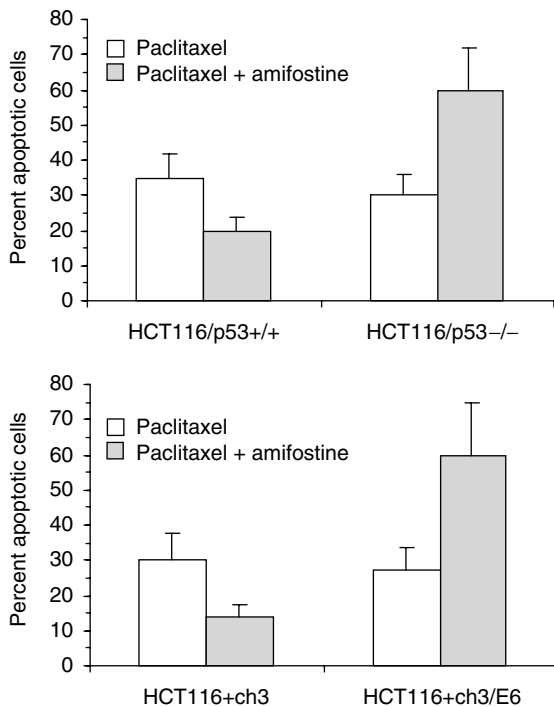 80
70
60
50
40
30
20
10
0
Percent apoptotic cells
Paclitaxel
Paclitaxel + amifostine
HCT116/p53+/+
HCT116/p53−/−
80
70
60
50
40
30
20
10
0
Percent apoptotic cells
Paclitaxel
Paclitaxel + amifostine
HCT116+ch3
HCT116+ch3/E6